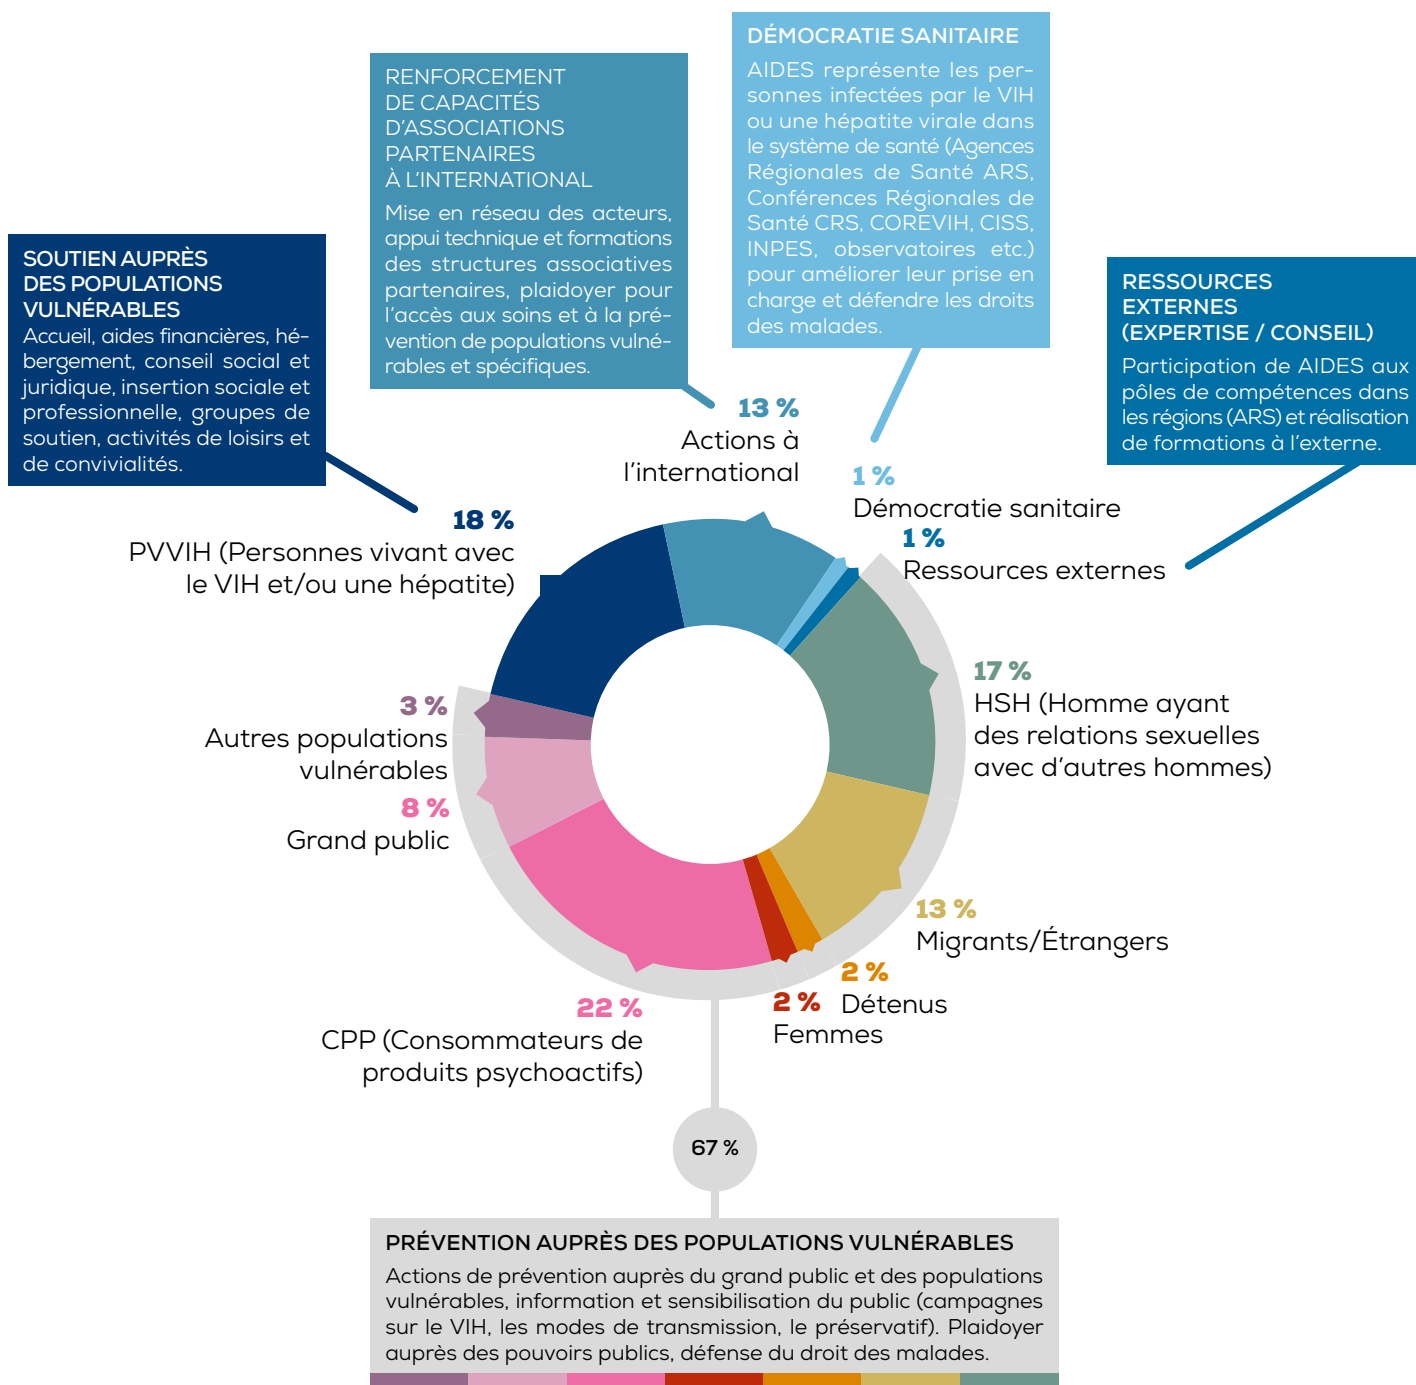 DÉMOCRATIE SANITAIRE
AIDES représente les per-
sonnes infectées par le VIH
ou une hépatite virale dans
le système de santé (Agences
Régionales de Santé ARS,
Conférences Régionales de
Santé CRS, COREVIH, CISS,
INPES, observatoires etc.)
pour améliorer leur prise en
charge et défendre les droits
des malades.
RENFORCEMENT
DE CAPACITÉS
D’ASSOCIATIONS
PARTENAIRES
À L’INTERNATIONAL
Mise en réseau des acteurs,
appui technique et formations
des structures associatives
partenaires, plaidoyer pour
l’accès aux soins et à la pré-
vention de populations vulné-
rables et spécifiques.
SOUTIEN AUPRÈS
DES POPULATIONS
VULNÉRABLES
Accueil, aides financières, hé-
bergement, conseil social et
juridique, insertion sociale et
professionnelle, groupes de
soutien, activités de loisirs et
de convivialités.
RESSOURCES
EXTERNES
(EXPERTISE / CONSEIL)
Participation de AIDES aux
pôles de compétences dans
les régions (ARS) et réalisation
de formations à l’externe.
13 %
Actions à
l’international
1 %
Démocratie sanitaire
1 %
Ressources externes
18 %
PVVIH (Personnes vivant avec
le VIH et/ou une hépatite)
17 %
HSH (Homme ayant
des relations sexuelles
avec d’autres hommes)
3 %
Autres populations
vulnérables
8 %
Grand public
13 %
Migrants/Étrangers
2 %
Détenus
2 %
Femmes
22 %
CPP (Consommateurs de
produits psychoactifs)
67 %
PRÉVENTION AUPRÈS DES POPULATIONS VULNÉRABLES
Actions de prévention auprès du grand public et des populations
vulnérables, information et sensibilisation du public (campagnes
sur le VIH, les modes de transmission, le préservatif). Plaidoyer
auprès des pouvoirs publics, défense du droit des malades.